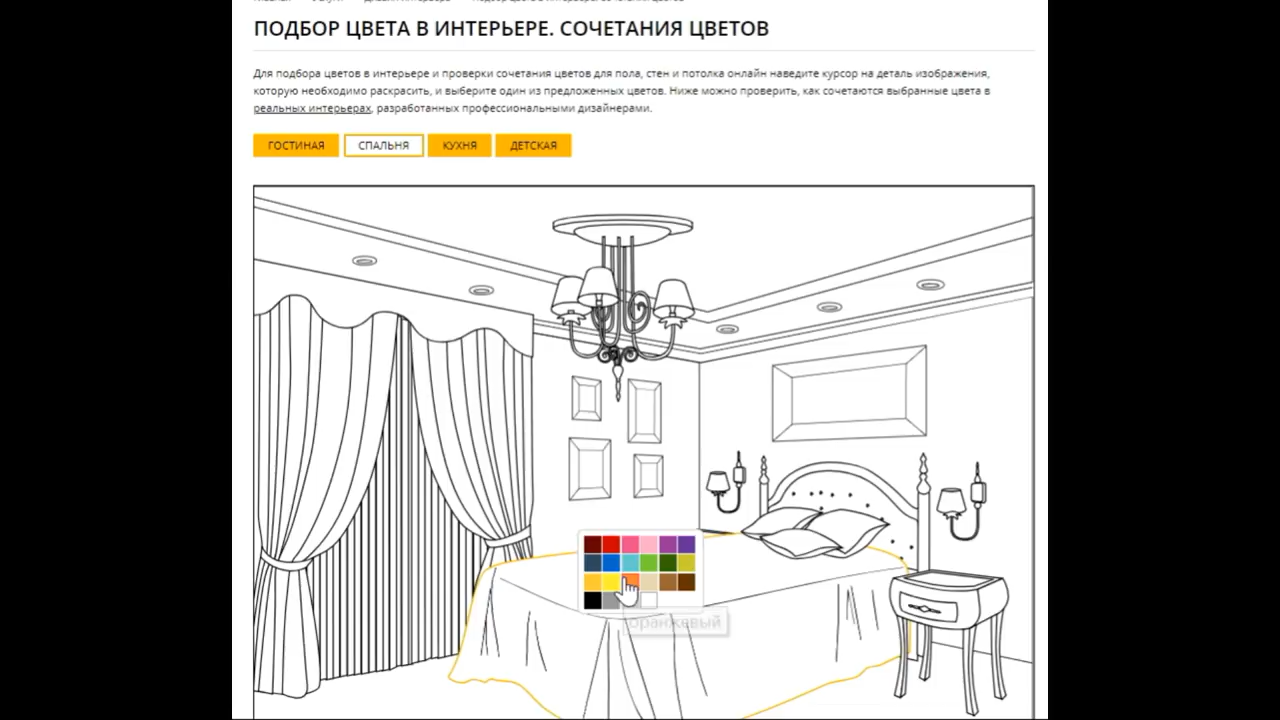 ПОДБОР ЦВЕТА В ИНТЕРЬЕРЕ. СОЧЕТАНИЯ ЦВЕТОВ
Для подбора цветов в интерьере и проверки сочетания цветов для пола, стен и потолка онлайн наведите курсор на деталь изображения,
которую необходимо раскрасить, и выберите один из предложенных цветов. Ниже можно проверить, как сочетаются выбранные цвета в
реальных интерьерах, разработанных профессиональными дизайнерами.
ГОСТИНАЯ СПАЛЬНЯ КУХНЯ ДЕТСКАЯ
оранжевый